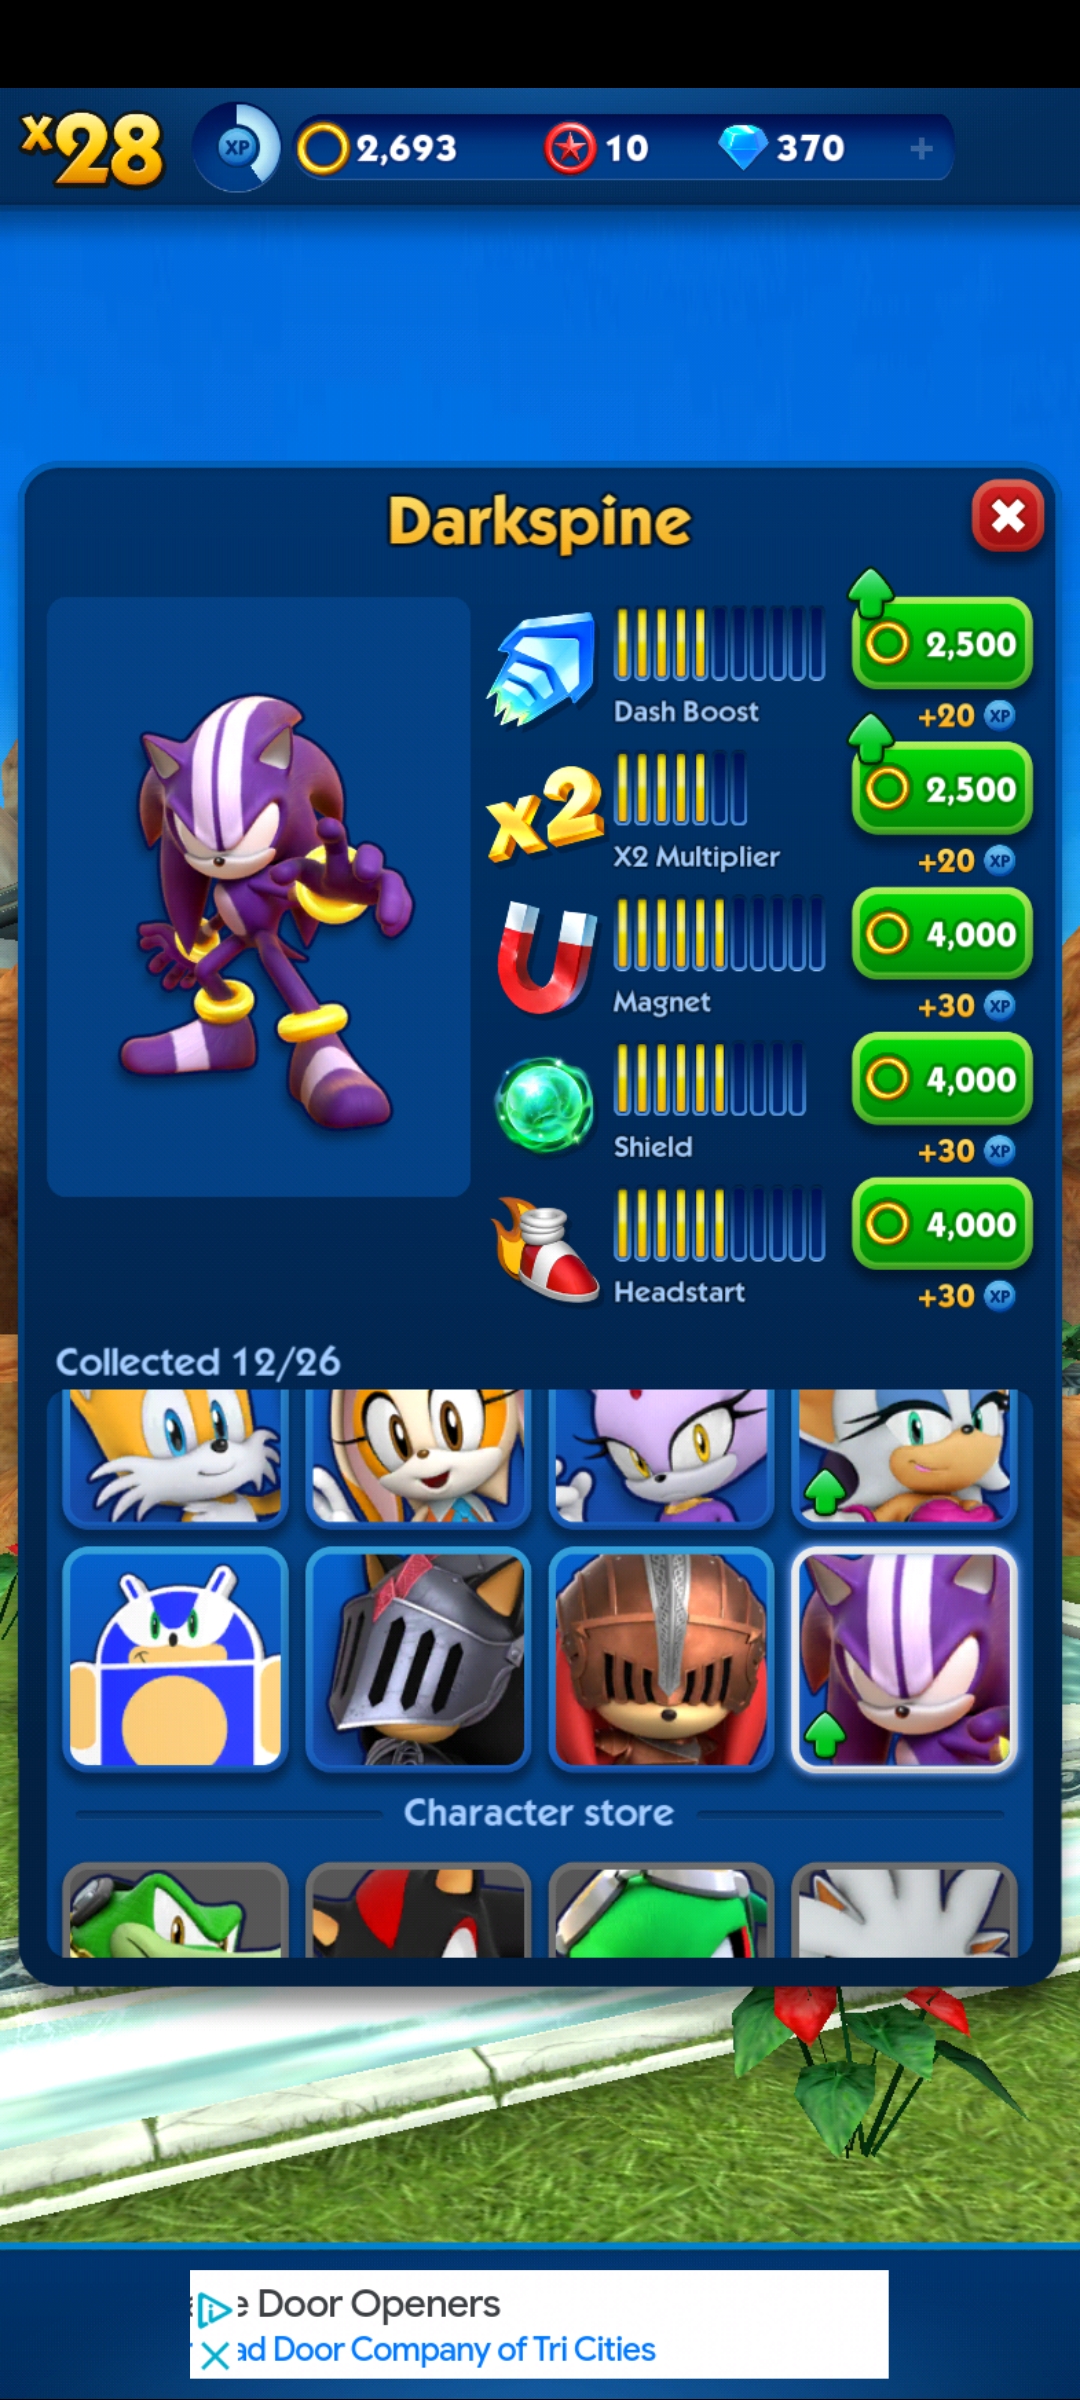 x28
XP
2,693
10
370
+
Darkspine
2,500
Dash Boost
+20 XP
x2
2,500
X2 Multiplier
+20 XP
4,000
Magnet
+30 XP
4,000
Shield
+30 XP
4,000
Headstart
+30 XP
Collected 12/26
Character store
e Door Openers
ad Door Company of Tri Cities